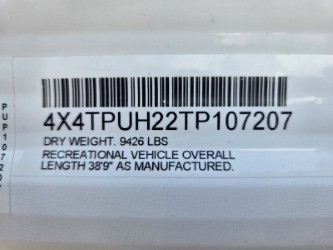 4X4TPUH22TP107207
DRY WEIGHT. 9426 LBS
RECREATIONAL VEHICLE OVERALL
LENGTH 38'9" AS MANUFACTURED.